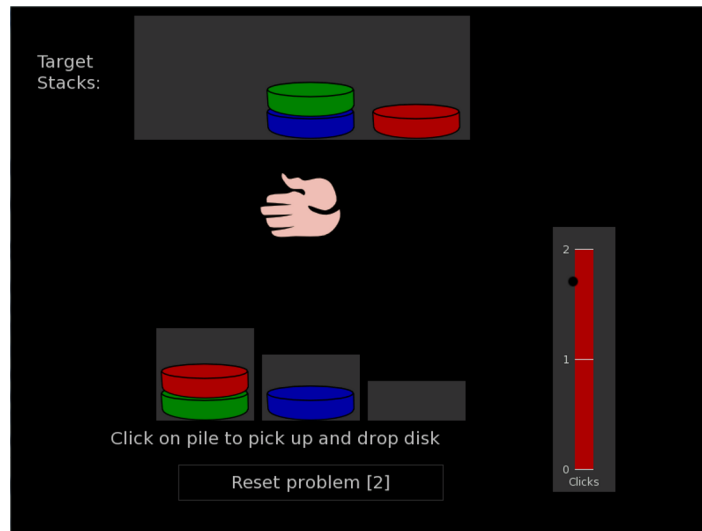 Target
Stacks:
2
1
0
Clicks
Click on pile to pick up and drop disk
Reset problem [2]